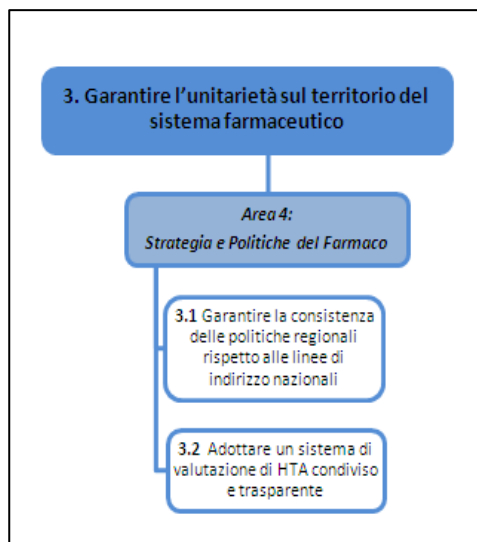 3. Garantire l’unitarietà sul territorio del
sistema farmaceutico
Area 4:
Strategia e Politiche del Farmaco
3.1 Garantire la consistenza
delle politiche regionali
rispetto alle linee di
indirizzo nazionali
3.2 Adottare un sistema di
valutazione di HTA condiviso
e trasparente